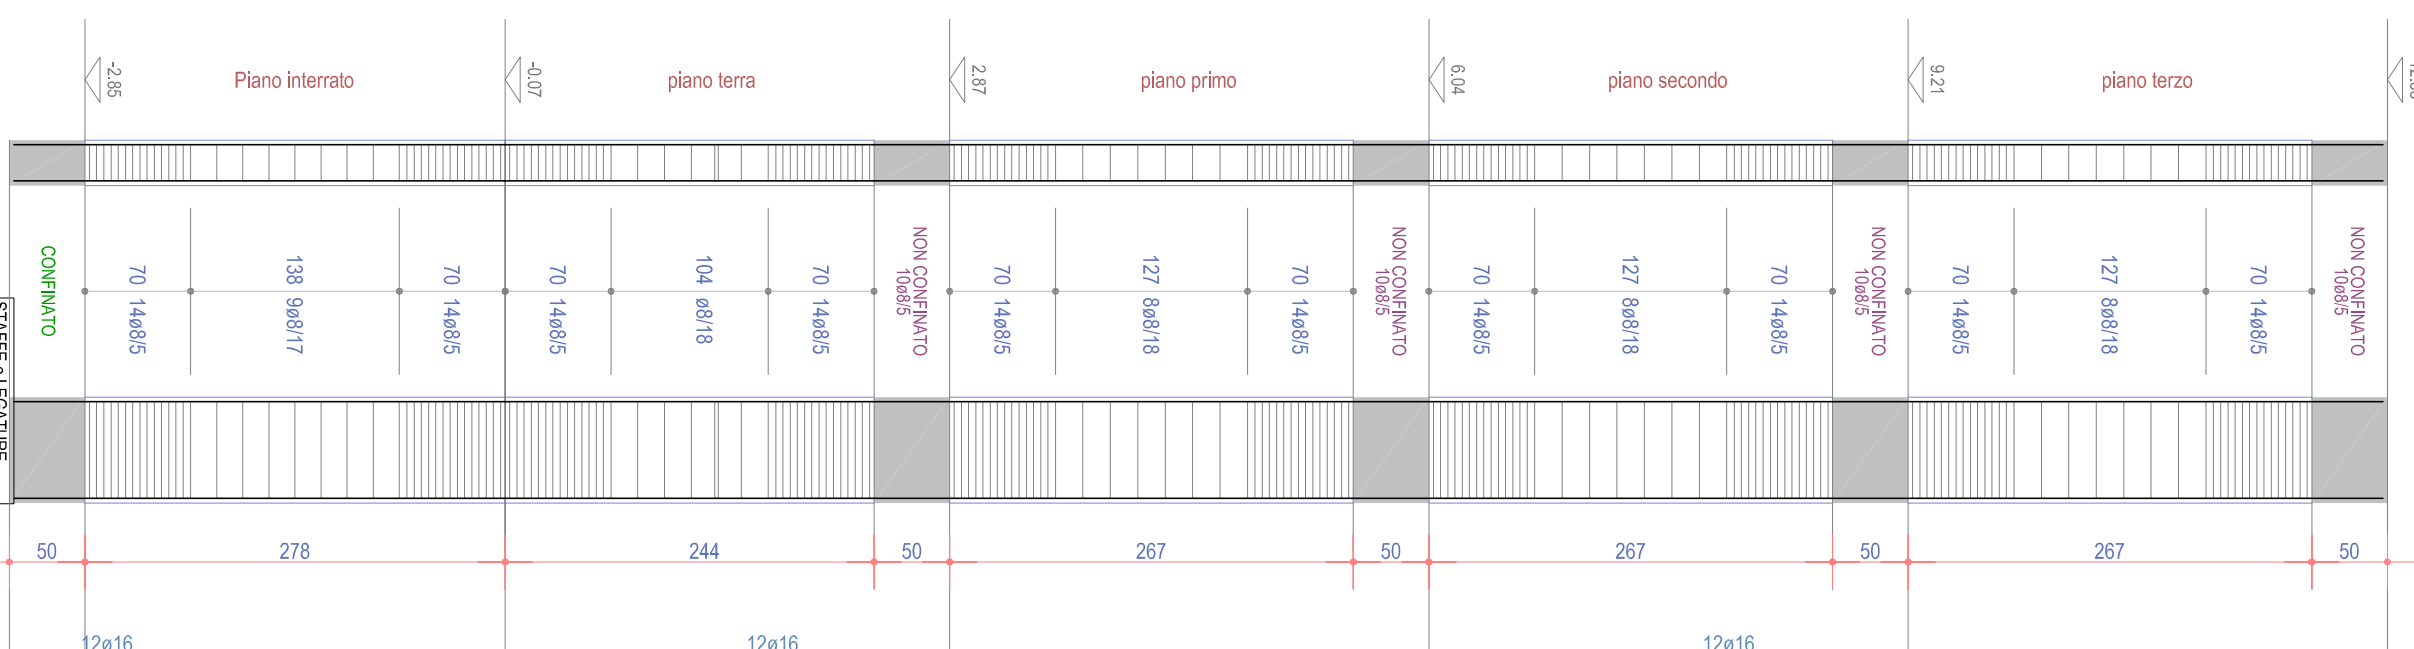 -2.85
Piano interrato
-0.07
piano terra
2.87
piano primo
6.04
piano secondo
9.21
piano terzo
CONFINATO
70 14ø8/5
138 9ø8/17
70 14ø8/5
70 14ø8/5
104 ø8/18
70 14ø8/5
NON CONFINATO
10ø8/5
70 14ø8/5
127 8ø8/18
70 14ø8/5
NON CONFINATO
10ø8/5
70 14ø8/5
127 8ø8/18
70 14ø8/5
NON CONFINATO
10ø8/5
70 14ø8/5
127 8ø8/18
70 14ø8/5
NON CONFINATO
10ø8/5
STAFFE e LEGATURE
50
278
244
50
267
50
267
50
267
50
12ø16
12ø16
12ø16